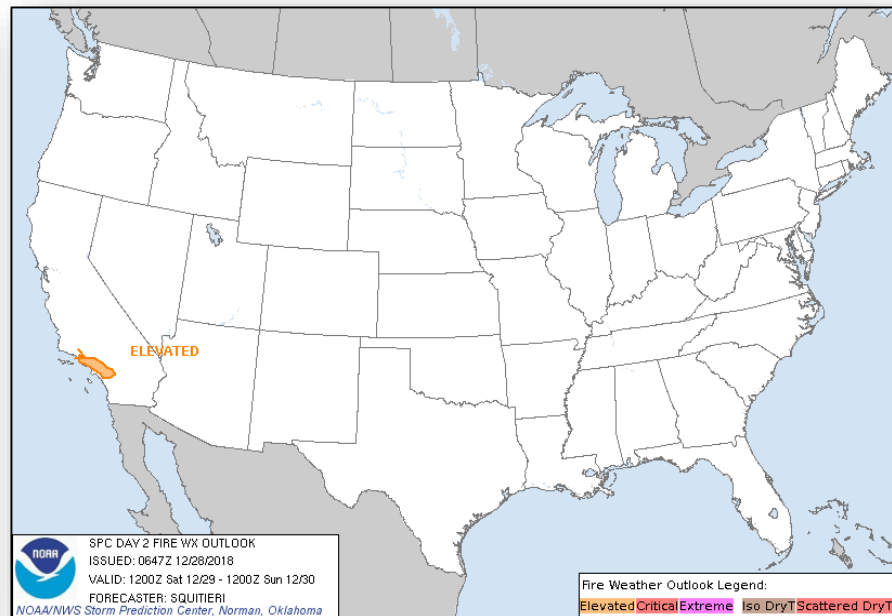 ELEVATED
NOAA
SPC DAY 2 FIRE WX OUTLOOK
ISSUED: 0647Z 12/28/2018
VALID: 1200Z Sat 12/29 - 1200Z Sun 12/30
FORECASTER: SQUITIERI
NOAA/NWS Storm Prediction Center, Norman, Oklahoma
Fire Weather Outlook Legend:
Elevated Critical Extreme Iso DryT Scattered DryT